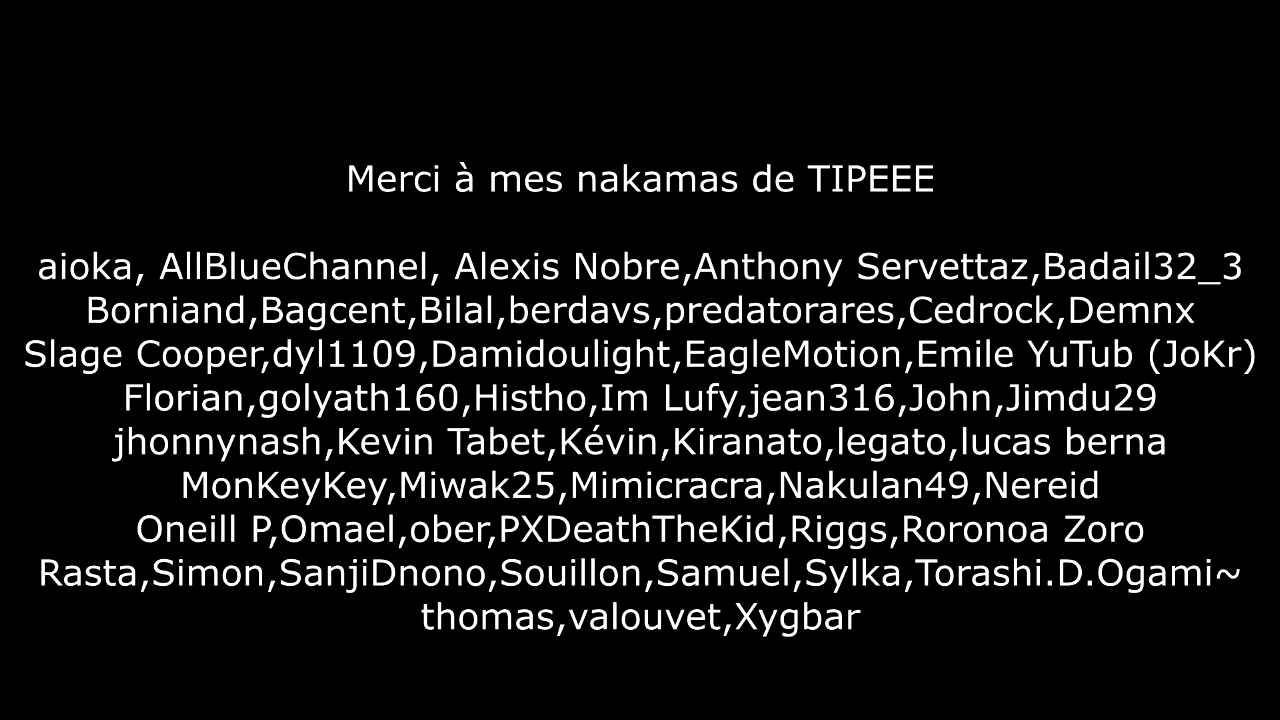 Merci à mes nakamas de TIPEEE
aioka, AllBlueChannel, Alexis Nobre,Anthony Servettaz,Badail32_3
Borniand,Bagcent,Bilal,berdavs,predatorares,Cedrock,Demnx
Slage Cooper,dyl1109,Damidoulight,EagleMotion,Emile YuTub (JoKr)
Florian,golyath160,Histho,Im Lufy,jean316,John,Jimdu29
jhonnynash,Kevin Tabet,Kévin,Kiranato,legato,lucas berna
MonKeyKey,Miwak25,Mimicracra,Nakulan49,Nereid
Oneill P,Omael,ober,PXDeathTheKid,Riggs,Roronoa Zoro
Rasta,Simon,SanjiDnono,Souillon,Samuel,Sylka,Torashi.D.Ogami~
thomas,valouvet,Xygbar